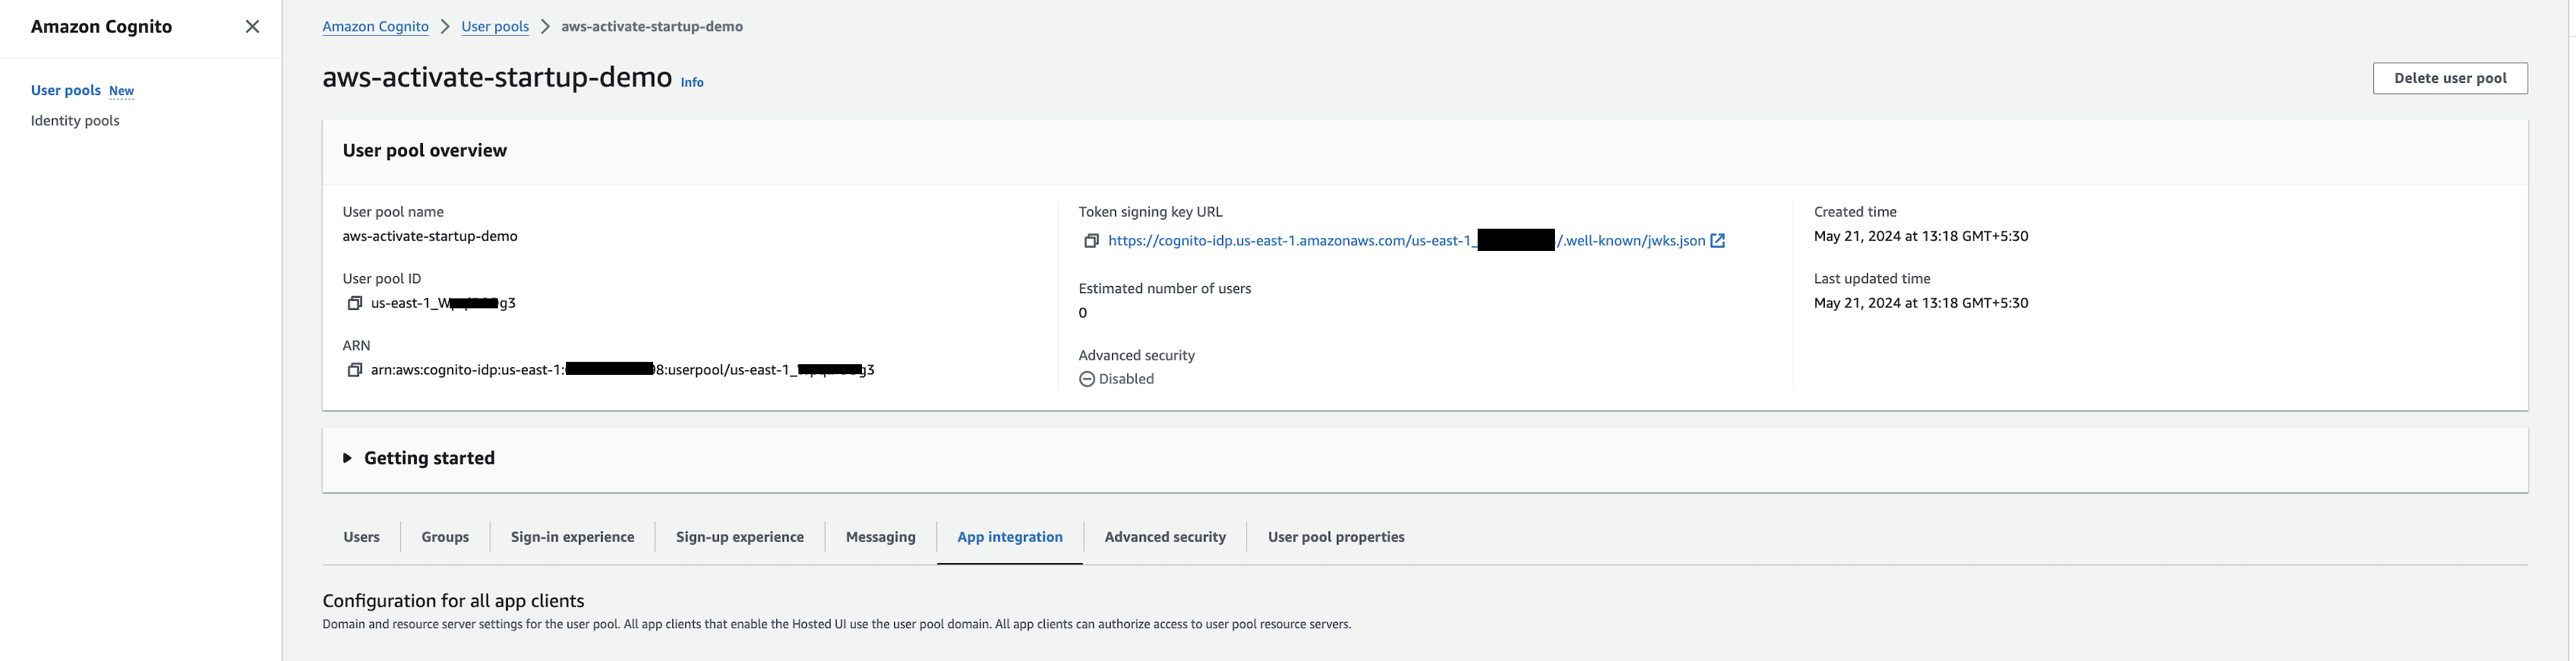 Amazon Cognito
User pools New
Identity pools
Amazon Cognito User pools aws-activate-startup-demo
aws-activate-startup-demo Info
Delete user pool
User pool overview
User pool name
aws-activate-startup-demo
User pool ID
us-east-1_W g3
ARN
arn:aws:cognito-idp:us-east-1: 8:userpool/us-east-1_ g3
Token signing key URL
https://cognito-idp.us-east-1.amazonaws.com/us-east-1_ /.well-known/jwks.json
Estimated number of users
0
Advanced security
Disabled
Created time
May 21, 2024 at 13:18 GMT+5:30
Last updated time
May 21, 2024 at 13:18 GMT+5:30
Getting started
Users Groups Sign-in experience Sign-up experience Messaging App integration Advanced security User pool properties
Configuration for all app clients
Domain and resource server settings for the user pool. All app clients that enable the Hosted UI use the user pool domain. All app clients can authorize access to user pool resource servers.